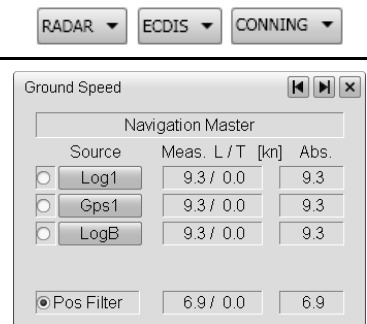 RADAR ECDIS CONNING
Ground Speed
Navigation Master
Source Meas. L / T [kn] Abs.
Log1 9.3 / 0.0 9.3
Gps1 9.3 / 0.0 9.3
LogB 9.3 / 0.0 9.3
Pos Filter 6.9 / 0.0 6.9